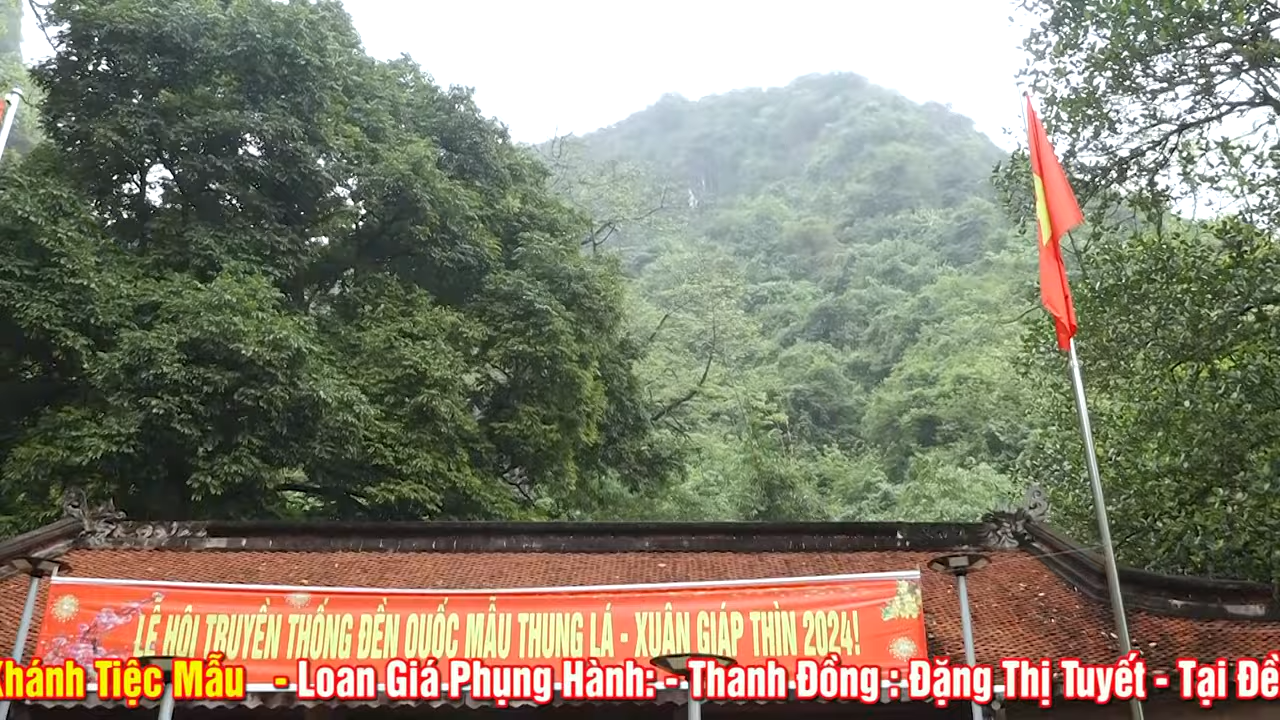 LỄ HỘI TRUYỀN THỐNG ĐỀN QUỐC MẪU THUNG LÁ - XUÂN GIÁP THÌN 2024!
Khánh Tiệc Mẫu - Loan Giá Phụng Hành: - Thanh Đồng : Đặng Thị Tuyết - Tại Đề